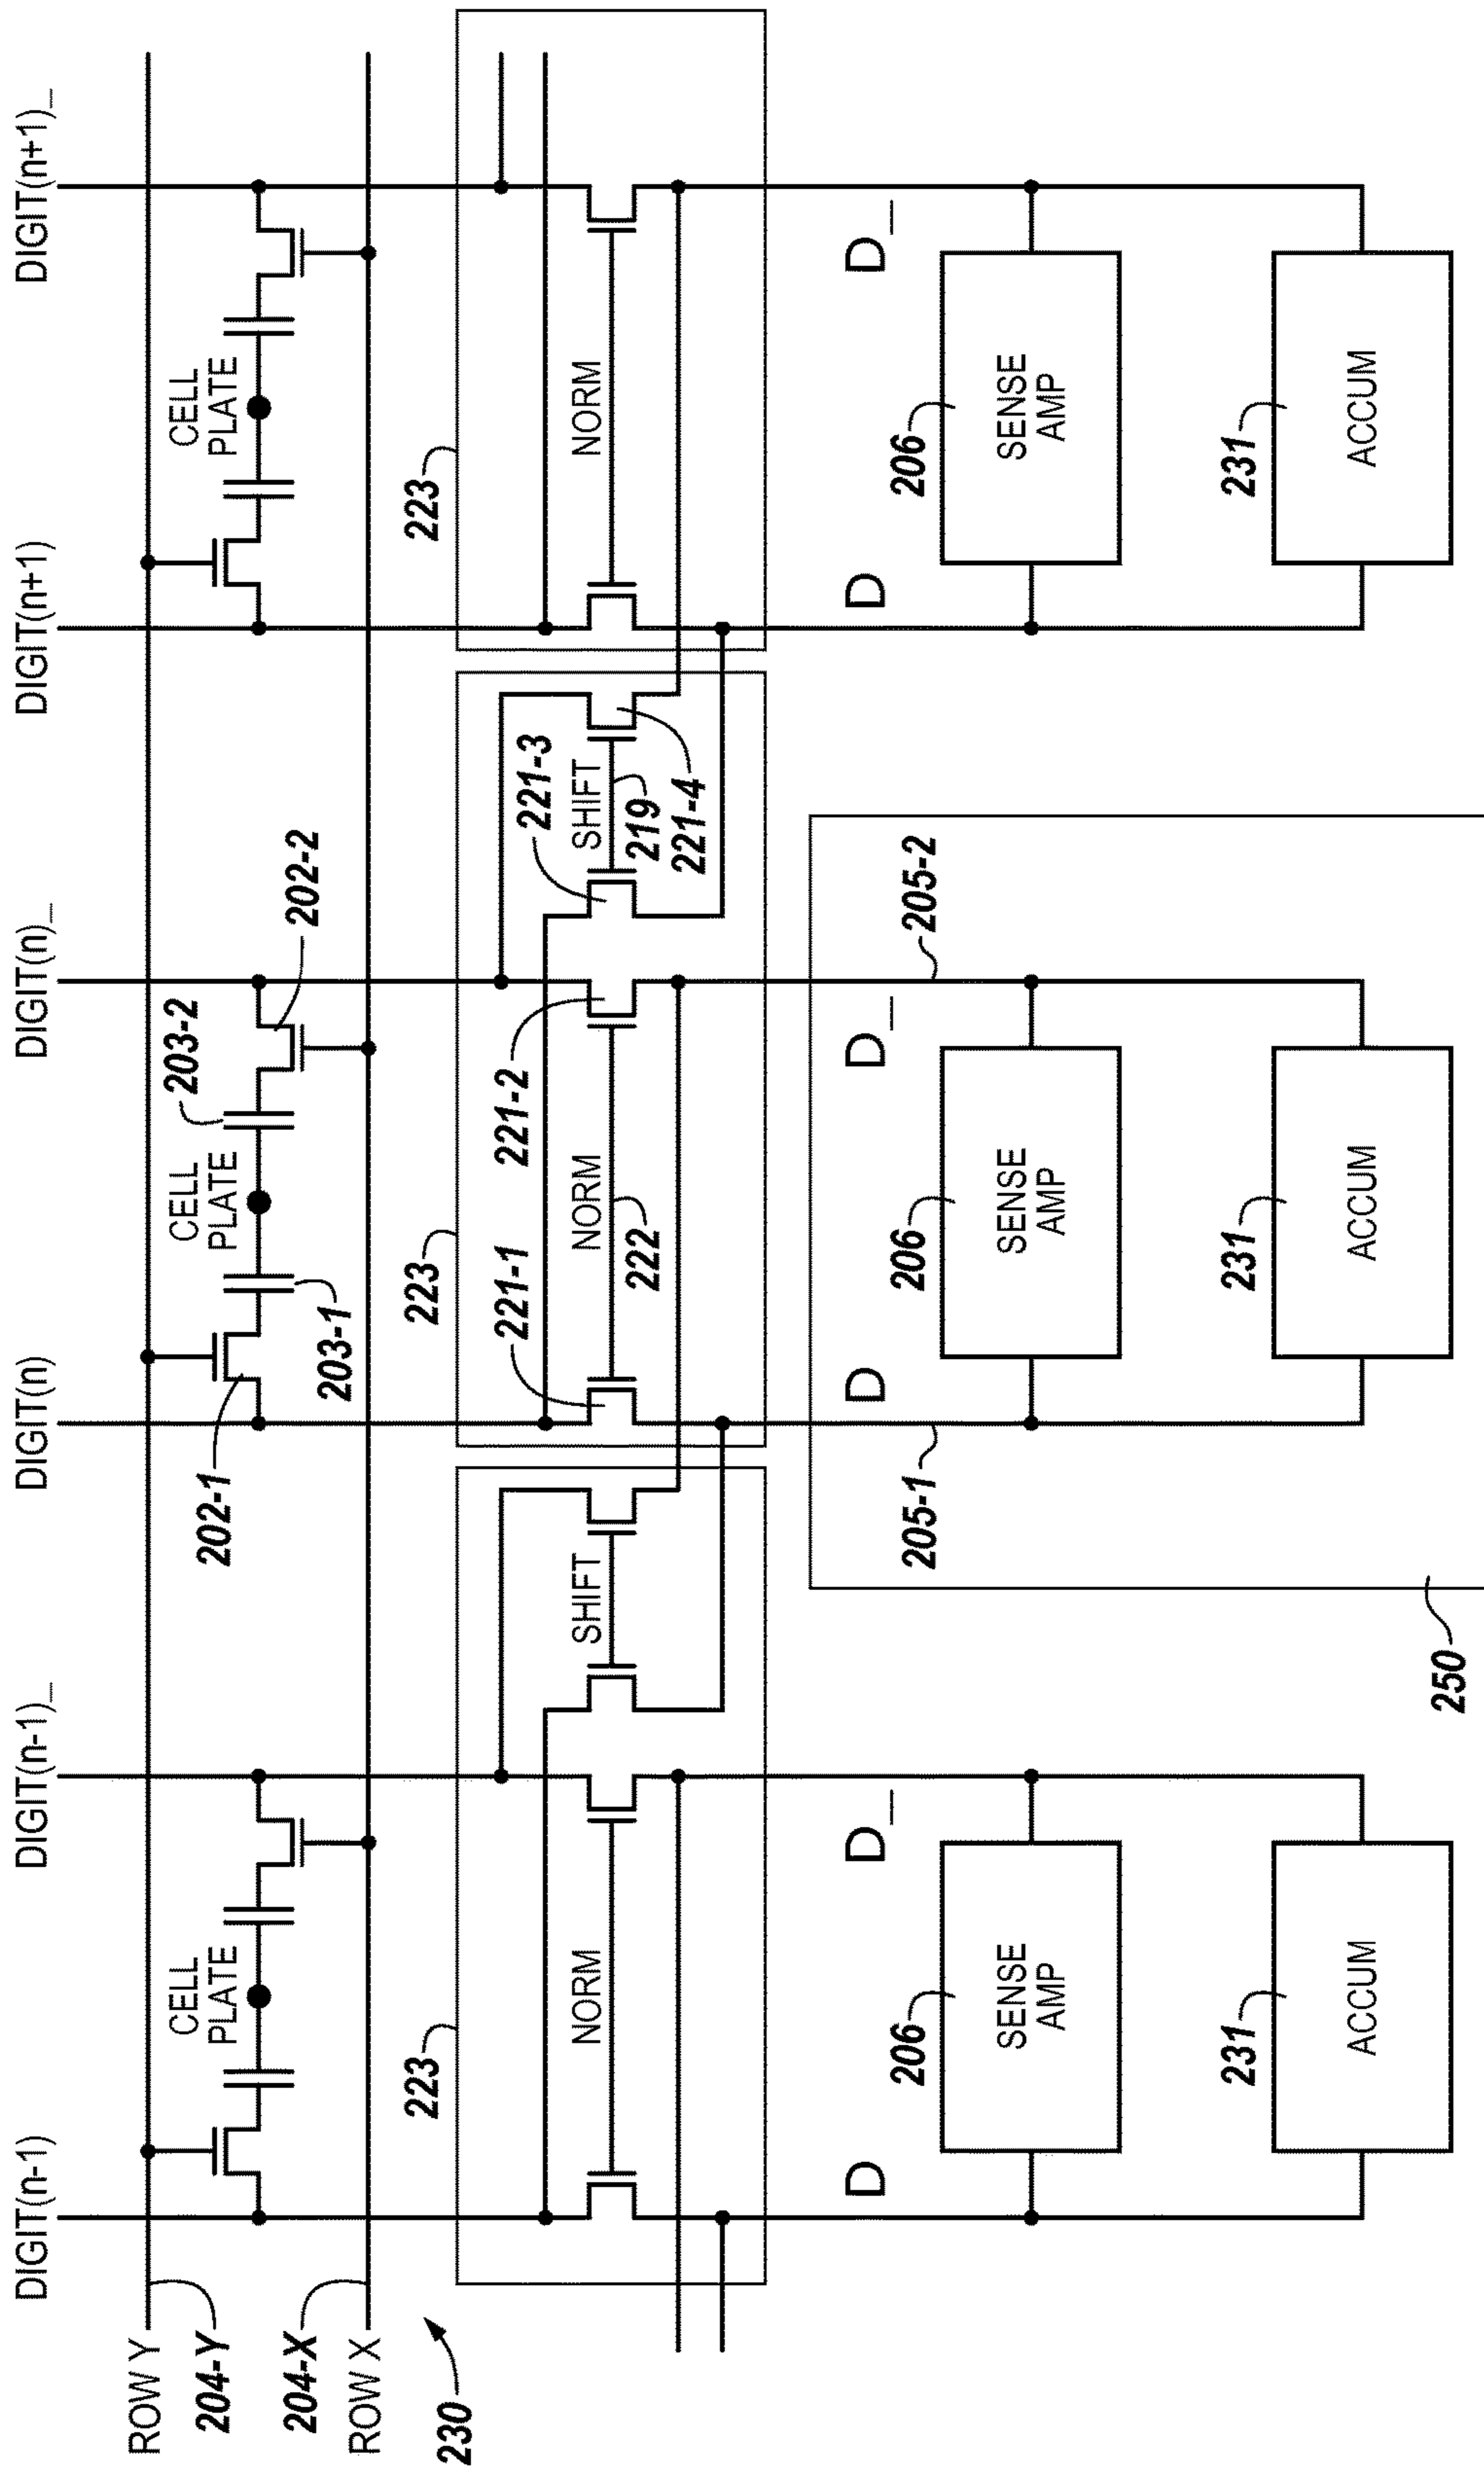 DIGIT(n-1)
DIGIT(n-1)_
DIGIT(n)
DIGIT(n)_
DIGIT(n+1)
DIGIT(n+1)_
ROW Y
204-Y
204-X
ROW X
230
CELL
PLATE
202-1
203-1
CELL
PLATE
203-2
202-2
CELL
PLATE
223
NORM
SHIFT
223
221-1
NORM
222
221-2
221-3
SHIFT
219
221-4
223
NORM
D
D_
205-1
D
D_
205-2
D
D_
206
SENSE
AMP
206
SENSE
AMP
206
SENSE
AMP
231
ACCUM
231
ACCUM
231
ACCUM
250